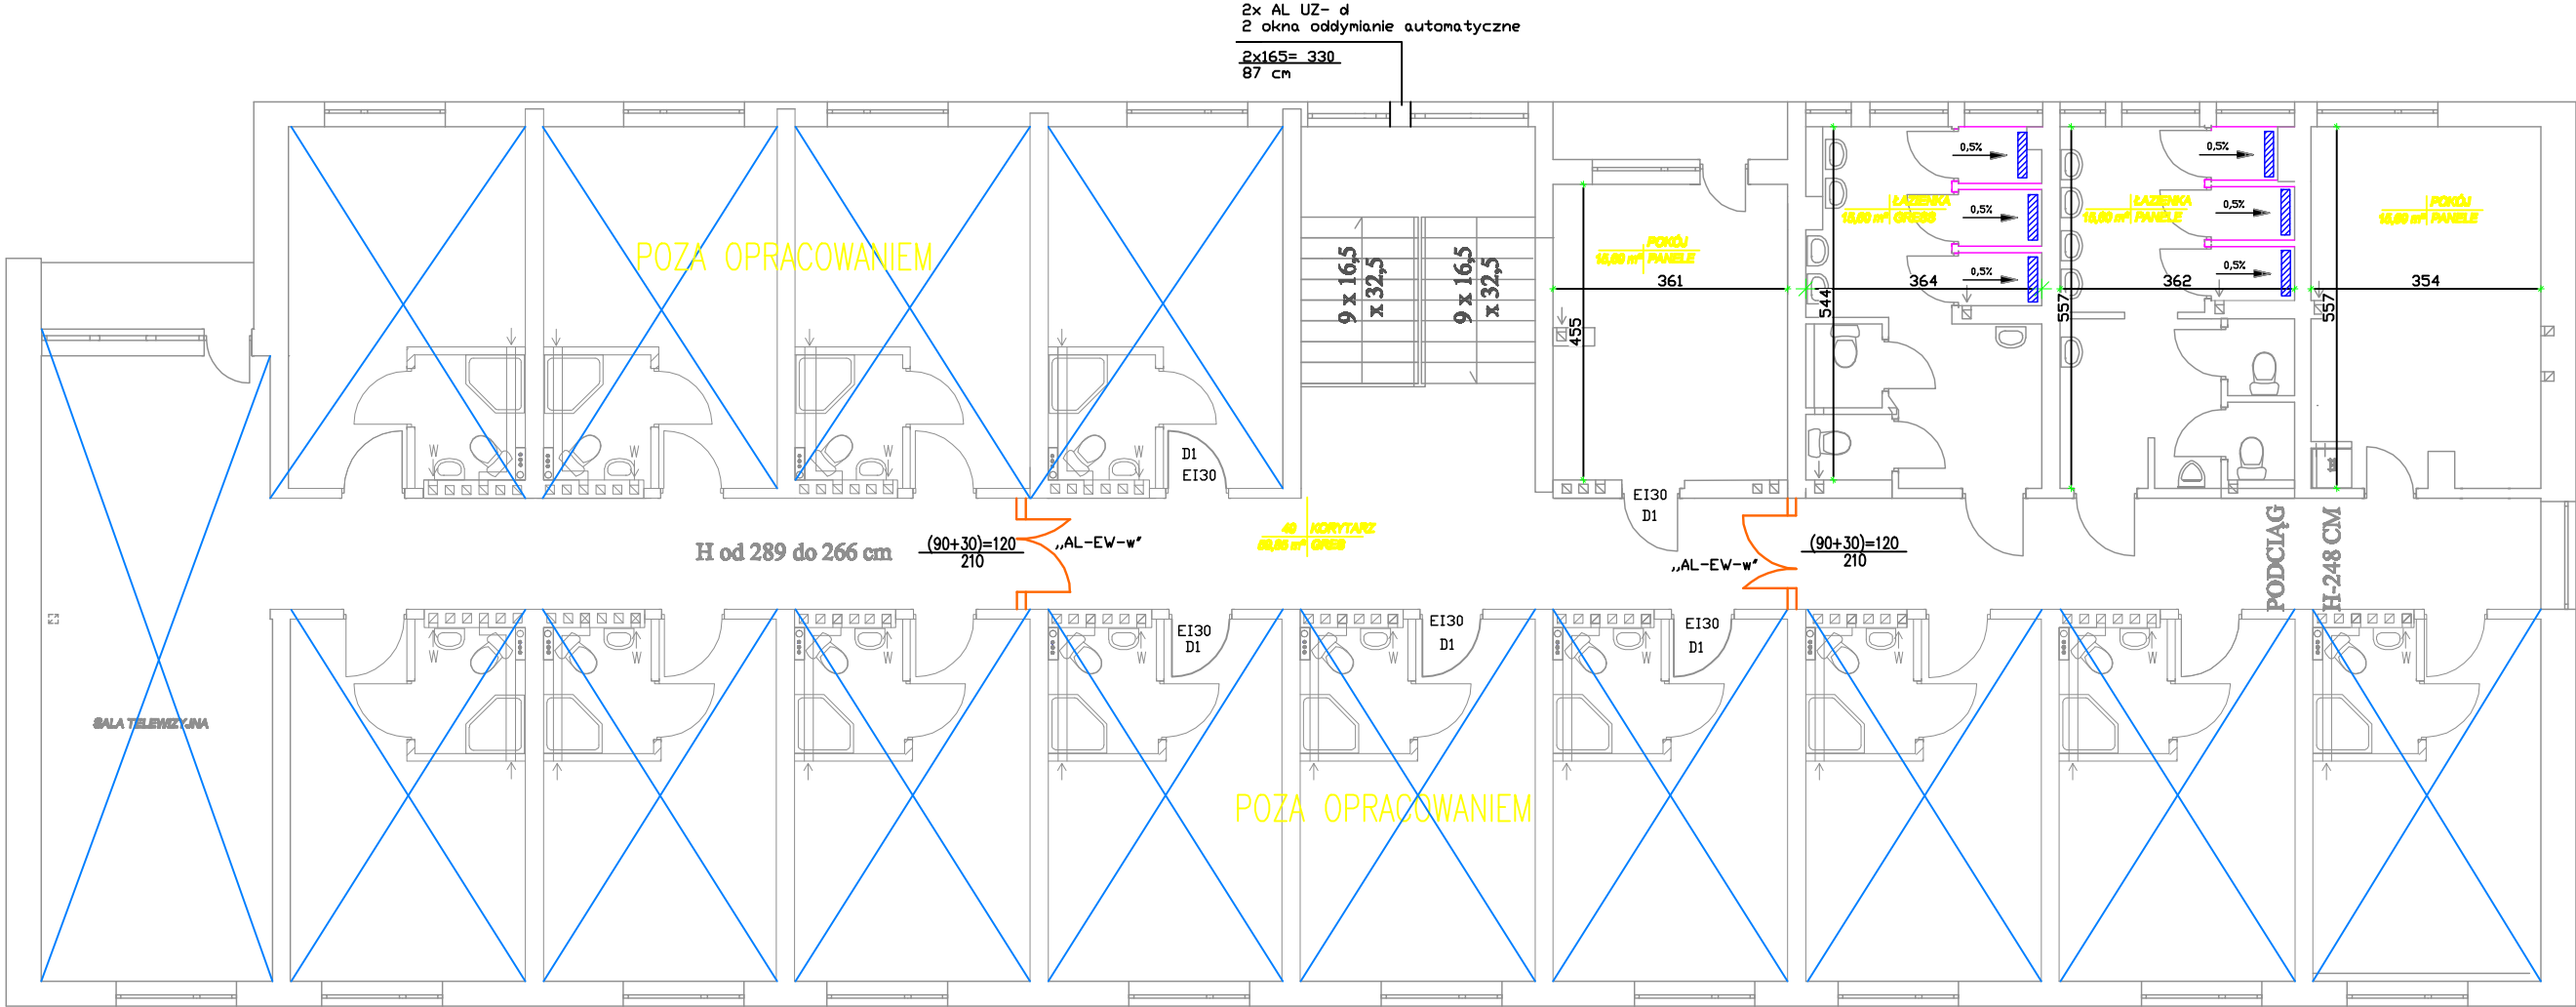 2x AL UZ- d
2 okna oddymianie automatyczne
2x165= 330
87 cm
0,5%
0,5%
0,5%
0,5%
0,5%
0,5%
ŁAZIENKA
GRESS
ŁAZIENKA
PANELE
POKÓJ
PANELE
POKÓJ
PANELE
POZA OPRACOWANIEM
9 x 16,5
x 32,5
9 x 16,5
x 32,5
361
364
362
354
455
544
557
557
W
W
W
W
W
D1
EI30
EI30
D1
H od 289 do 266 cm
(90+30)=120
210
,,AL-EW-w"
KORYTARZ
GRES
,,AL-EW-w"
(90+30)=120
210
PODCIĄG
H-248 CM
EI30
D1
EI30
D1
EI30
D1
W
W
W
W
W
W
W
W
W
SALA TELEWIZYJNA
POZA OPRACOWANIEM